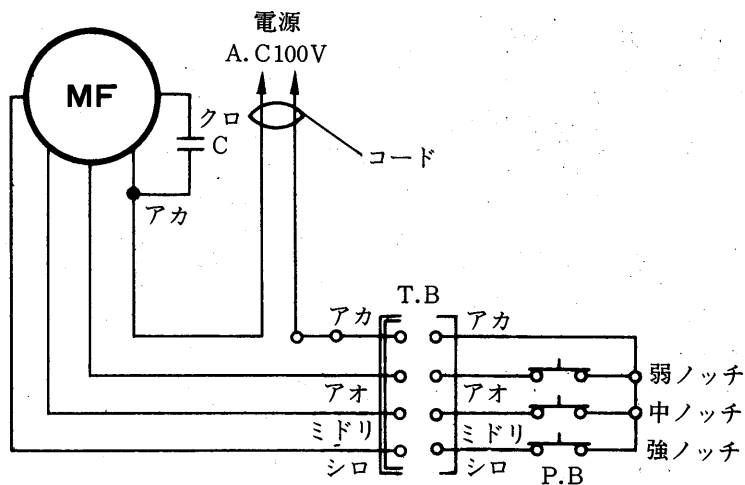 電源
A.C100V
MF
クロ
C
コード
アカ
T.B
アカ
アカ
アオ
アオ
弱ノッチ
ミドリ
ミドリ
中ノッチ
シロ
シロ
強ノッチ
P.B